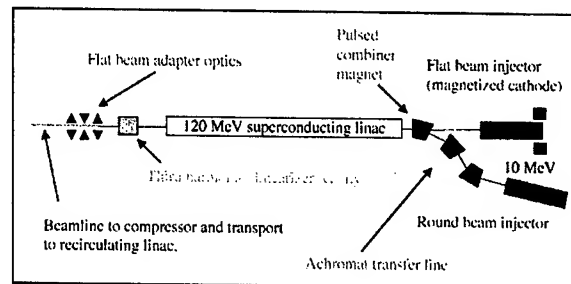 Pulsed
combiner
magnet
Flat beam adapter optics
Flat beam injector
(magnetized cathode)
120 MeV superconducting linac
10 MeV
Beamline to compressor and transport
to recirculating linac.
Round beam injector
Achromat transfer line